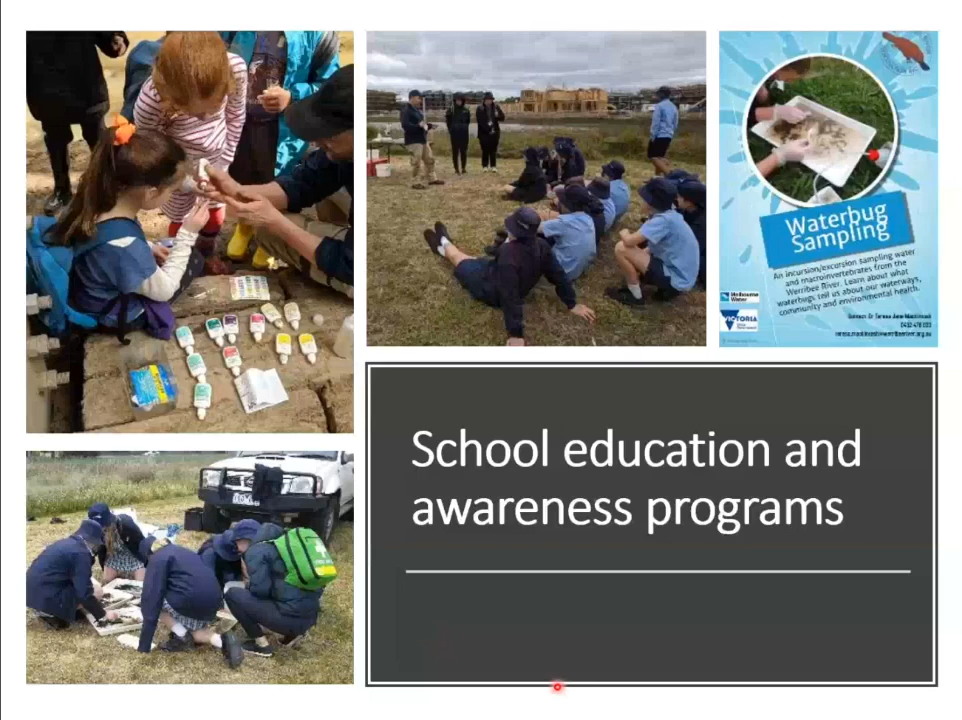 Waterbug
Sampling
An incursion/excursion sampling water
and macroinvertebrates from the
Werribee River. Learn about what
waterbugs tell us about our waterways,
community and environmental health.
Melbourne
Water
VICTORIA
School education and
awareness programs